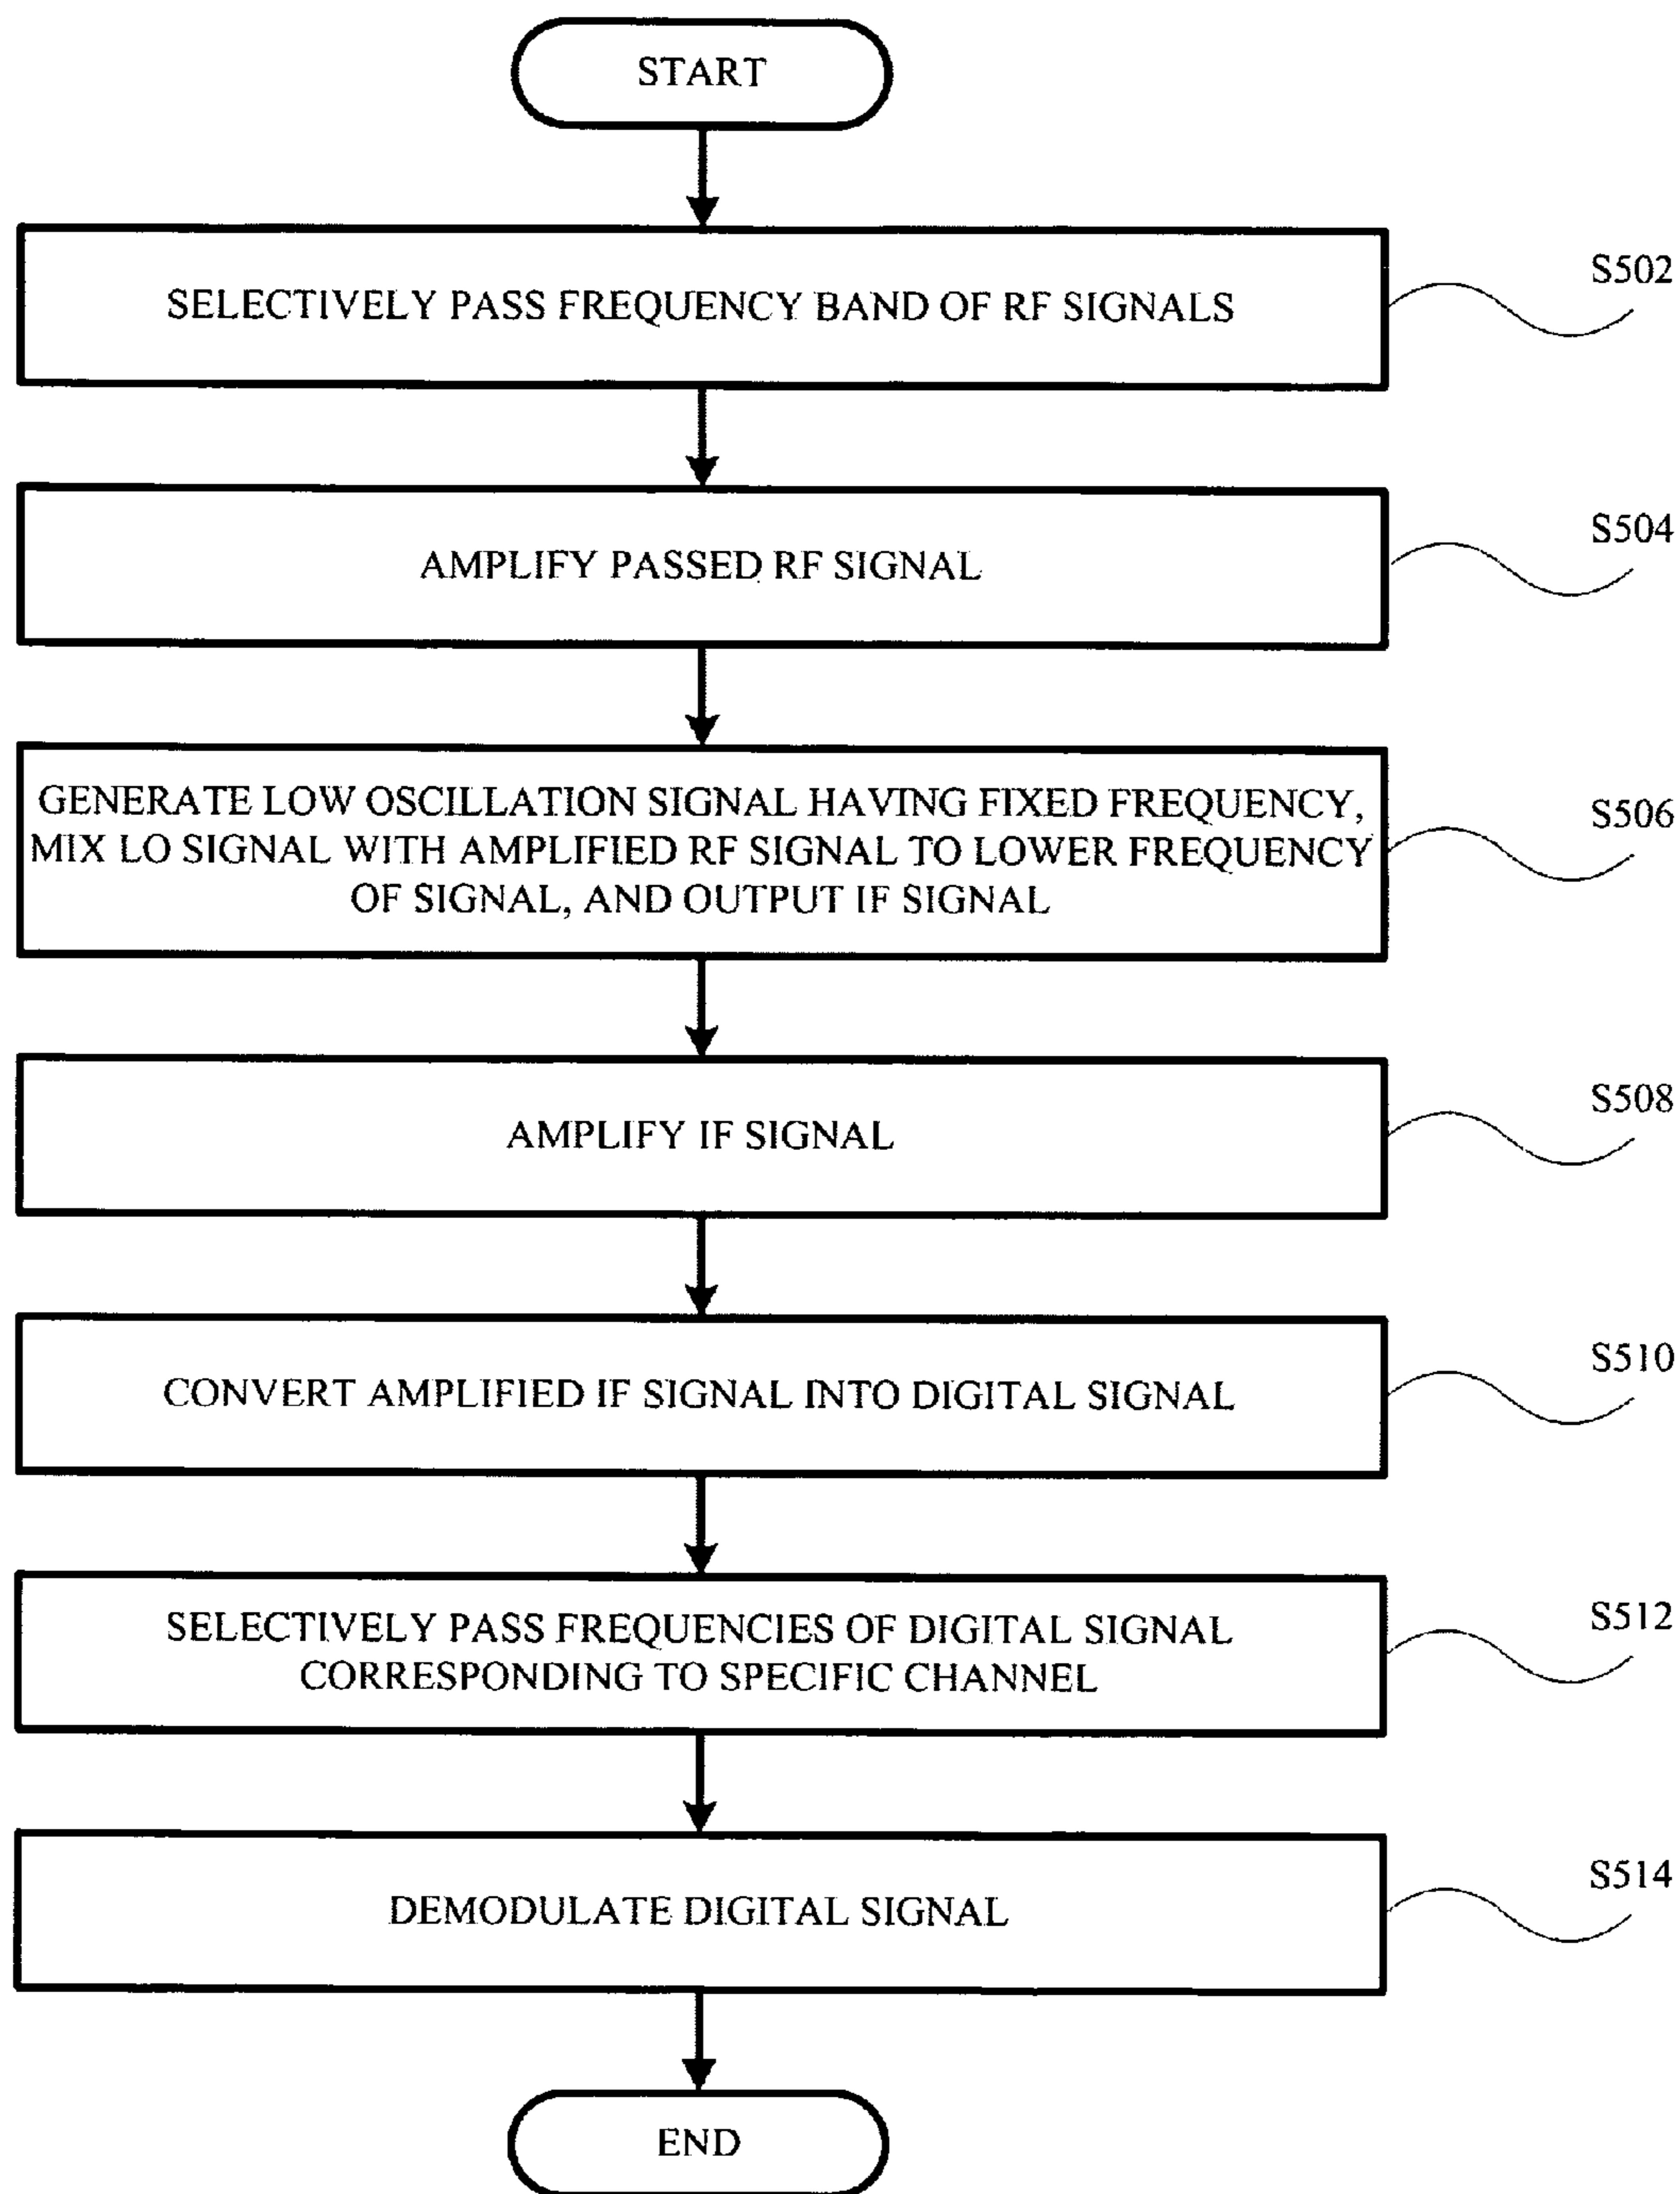 START
SELECTIVELY PASS FREQUENCY BAND OF RF SIGNALS
S502
AMPLIFY PASSED RF SIGNAL
S504
GENERATE LOW OSCILLATION SIGNAL HAVING FIXED FREQUENCY,
MIX LO SIGNAL WITH AMPLIFIED RF SIGNAL TO LOWER FREQUENCY
OF SIGNAL, AND OUTPUT IF SIGNAL
S506
AMPLIFY IF SIGNAL
S508
CONVERT AMPLIFIED IF SIGNAL INTO DIGITAL SIGNAL
S510
SELECTIVELY PASS FREQUENCIES OF DIGITAL SIGNAL
CORRESPONDING TO SPECIFIC CHANNEL
S512
DEMODULATE DIGITAL SIGNAL
S514
END